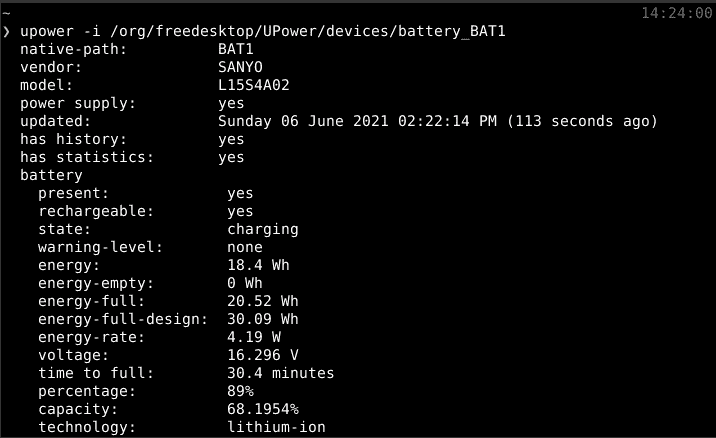 ~ 14:24:00
❯ upower -i /org/freedesktop/UPower/devices/battery_BAT1
native-path: BAT1
vendor: SANYO
model: L15S4A02
power supply: yes
updated: Sunday 06 June 2021 02:22:14 PM (113 seconds ago)
has history: yes
has statistics: yes
battery
present: yes
rechargeable: yes
state: charging
warning-level: none
energy: 18.4 Wh
energy-empty: 0 Wh
energy-full: 20.52 Wh
energy-full-design: 30.09 Wh
energy-rate: 4.19 W
voltage: 16.296 V
time to full: 30.4 minutes
percentage: 89%
capacity: 68.1954%
technology: lithium-ion